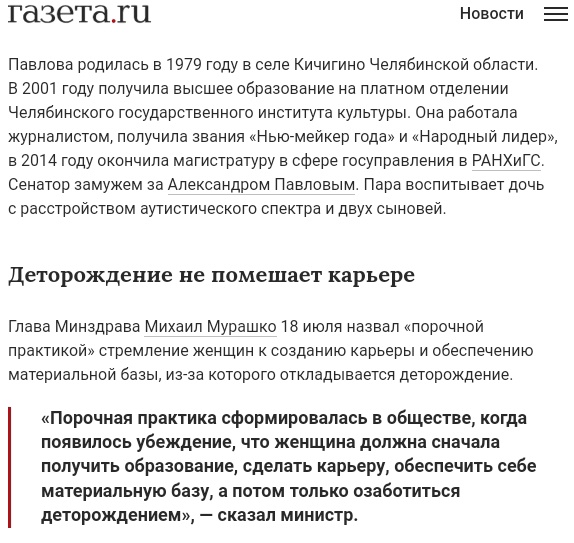 газета.ru
Новости
Павлова родилась в 1979 году в селе Кичигино Челябинской области.
В 2001 году получила высшее образование на платном отделении
Челябинского государственного института культуры. Она работала
журналистом, получила звания «Нью-мейкер года» и «Народный лидер»,
в 2014 году окончила магистратуру в сфере госуправления в РАНХиГС.
Сенатор замужем за Александром Павловым. Пара воспитывает дочь
с расстройством аутистического спектра и двух сыновей.
Деторождение не помешает карьере
Глава Минздрава Михаил Мурашко 18 июля назвал «порочной
практикой» стремление женщин к созданию карьеры и обеспечению
материальной базы, из-за которого откладывается деторождение.
«Порочная практика сформировалась в обществе, когда
появилось убеждение, что женщина должна сначала
получить образование, сделать карьеру, обеспечить себе
материальную базу, а потом только озаботиться
деторождением», — сказал министр.